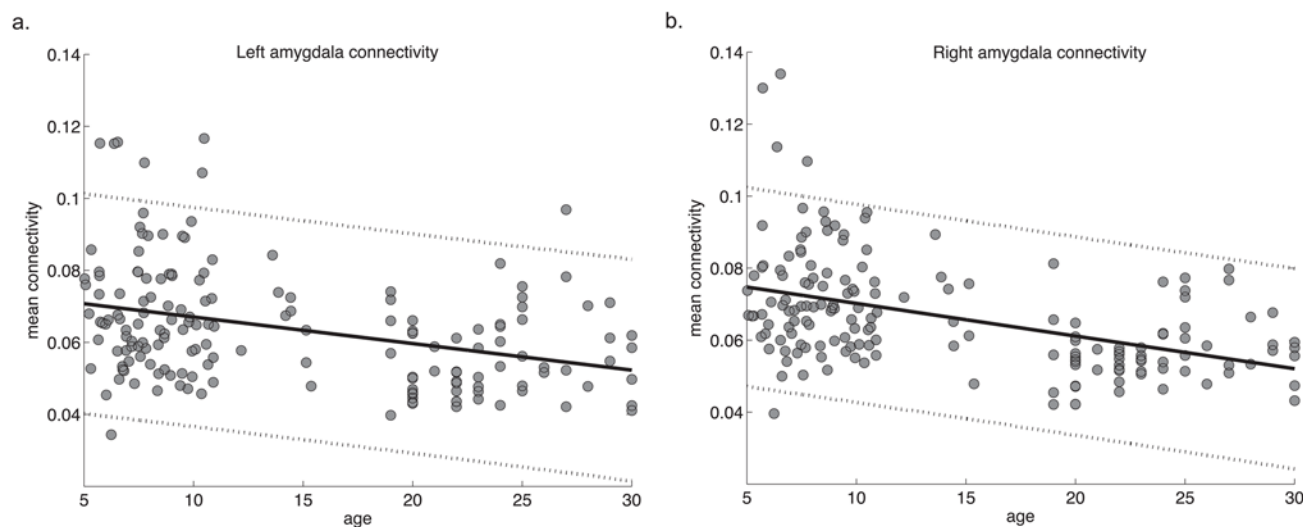 a.
Left amygdala connectivity
0.14
0.12
0.1
0.08
0.06
0.04
mean connectivity
5 10 15 20 25 30
age
b.
Right amygdala connectivity
0.14
0.12
0.1
0.08
0.06
0.04
mean connectivity
5 10 15 20 25 30
age